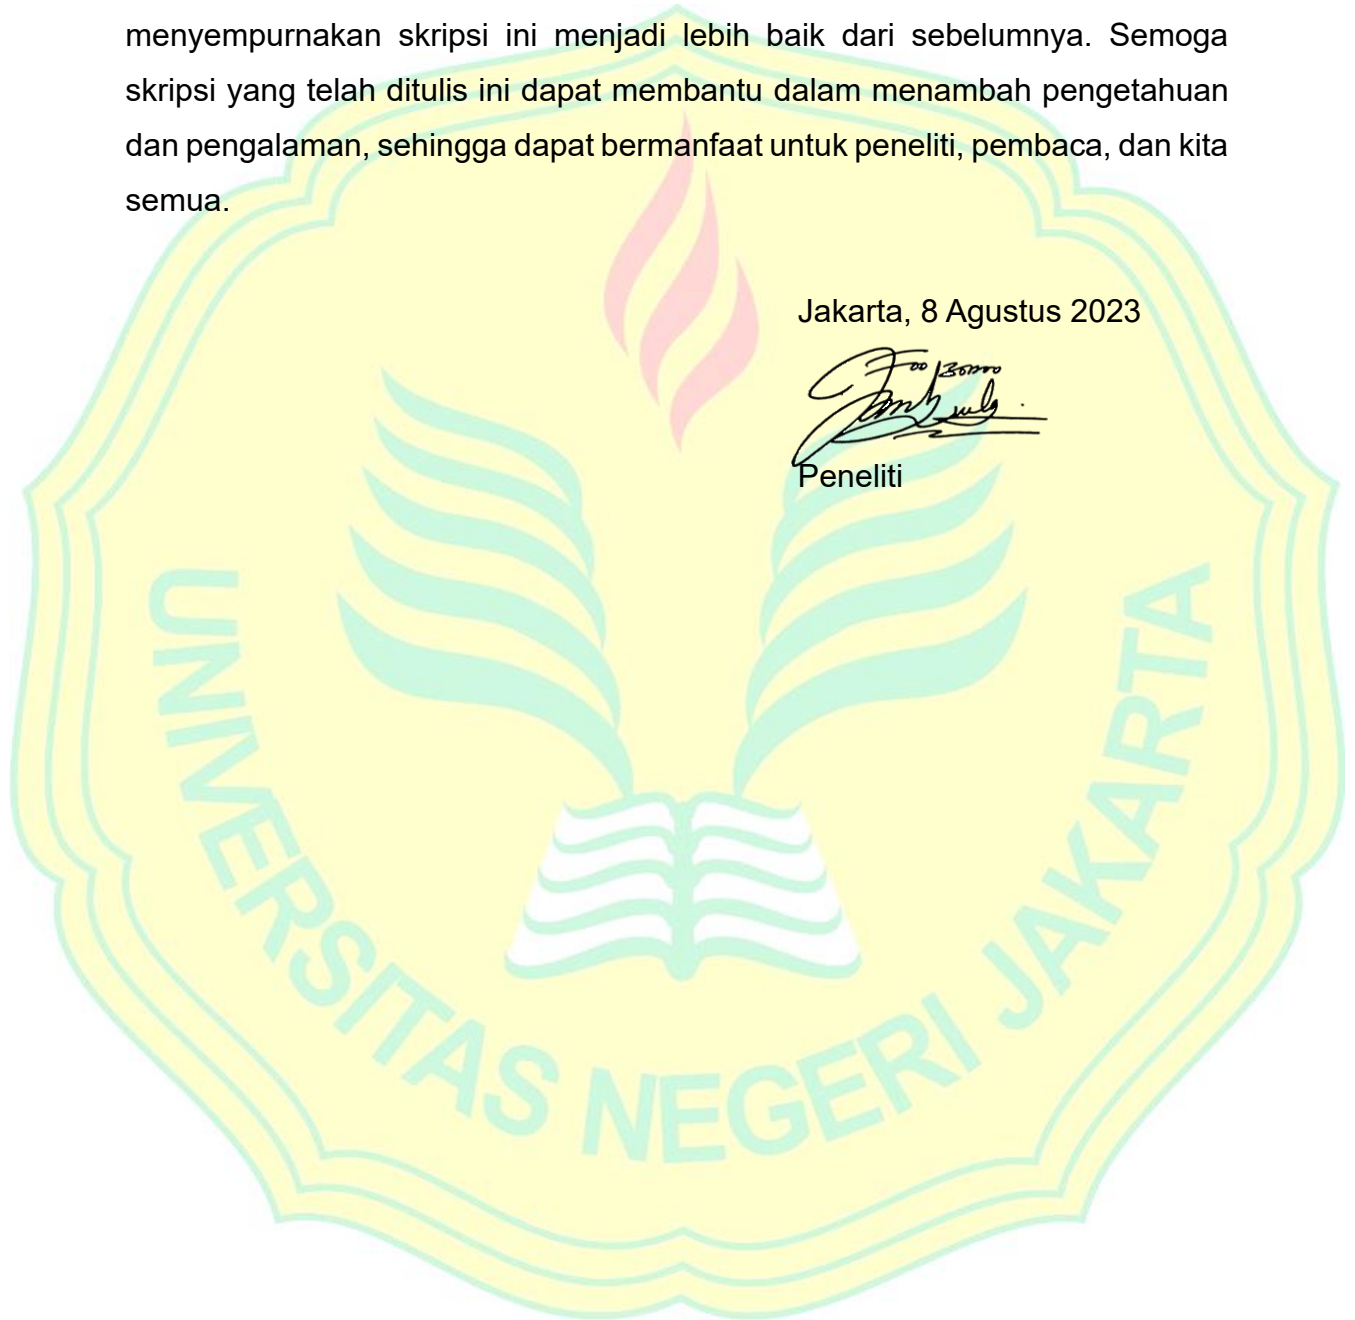 menyempurnakan skripsi ini menjadi lebih baik dari sebelumnya. Semoga
skripsi yang telah ditulis ini dapat membantu dalam menambah pengetahuan
dan pengalaman, sehingga dapat bermanfaat untuk peneliti, pembaca, dan kita
semua.
Jakarta, 8 Agustus 2023
Peneliti
UNIVERSITAS NEGERI JAKARTA